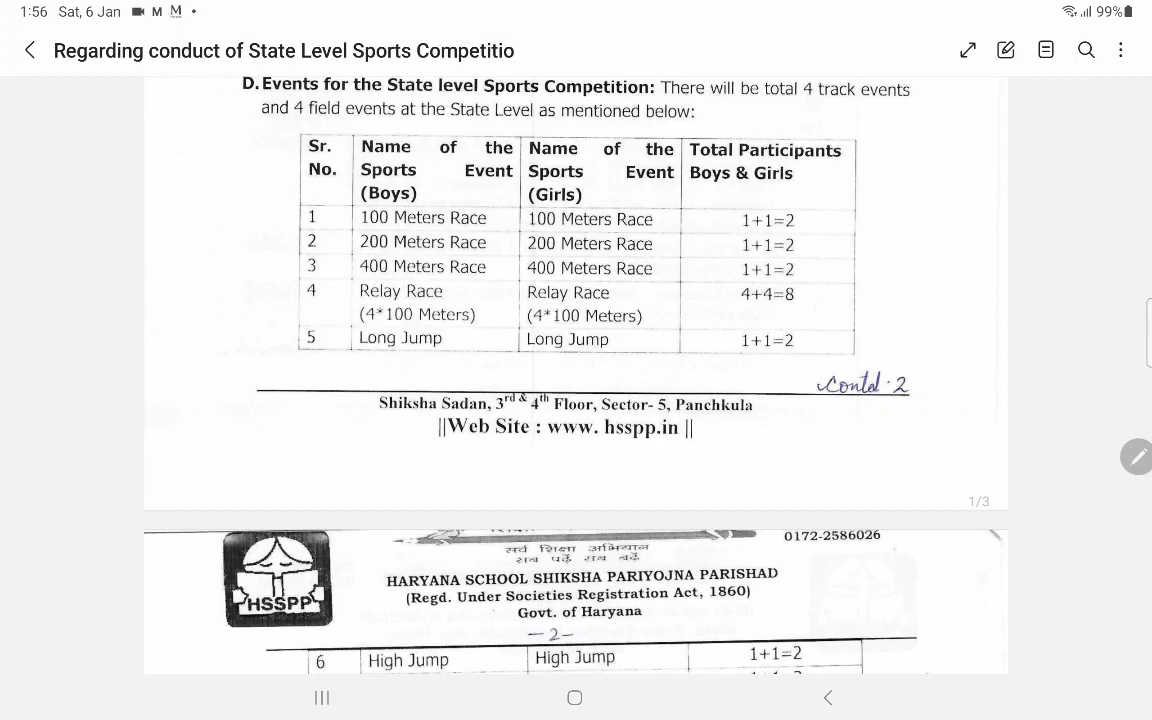 1:56 Sat, 6 Jan M M 99%
Regarding conduct of State Level Sports Competitio
D. Events for the State level Sports Competition: There will be total 4 track events
and 4 field events at the State Level as mentioned below:
Sr. No. Name of the Sports Event (Boys) Name of the Sports Event (Girls) Total Participants Boys & Girls
1 100 Meters Race 100 Meters Race 1+1=2
2 200 Meters Race 200 Meters Race 1+1=2
3 400 Meters Race 400 Meters Race 1+1=2
4 Relay Race (4*100 Meters) Relay Race (4*100 Meters) 4+4=8
5 Long Jump Long Jump 1+1=2
Contd. 2
Shiksha Sadan, 3rd & 4th Floor, Sector- 5, Panchkula
||Web Site : www. hsspp.in ||
1/3
0172-2586026
सर्व शिक्षा अभियान
सब पढ़ें सब बढ़ें
HSSPP
HARYANA SCHOOL SHIKSHA PARIYOJNA PARISHAD
(Regd. Under Societies Registration Act, 1860)
Govt. of Haryana
-2-
6 High Jump High Jump 1+1=2